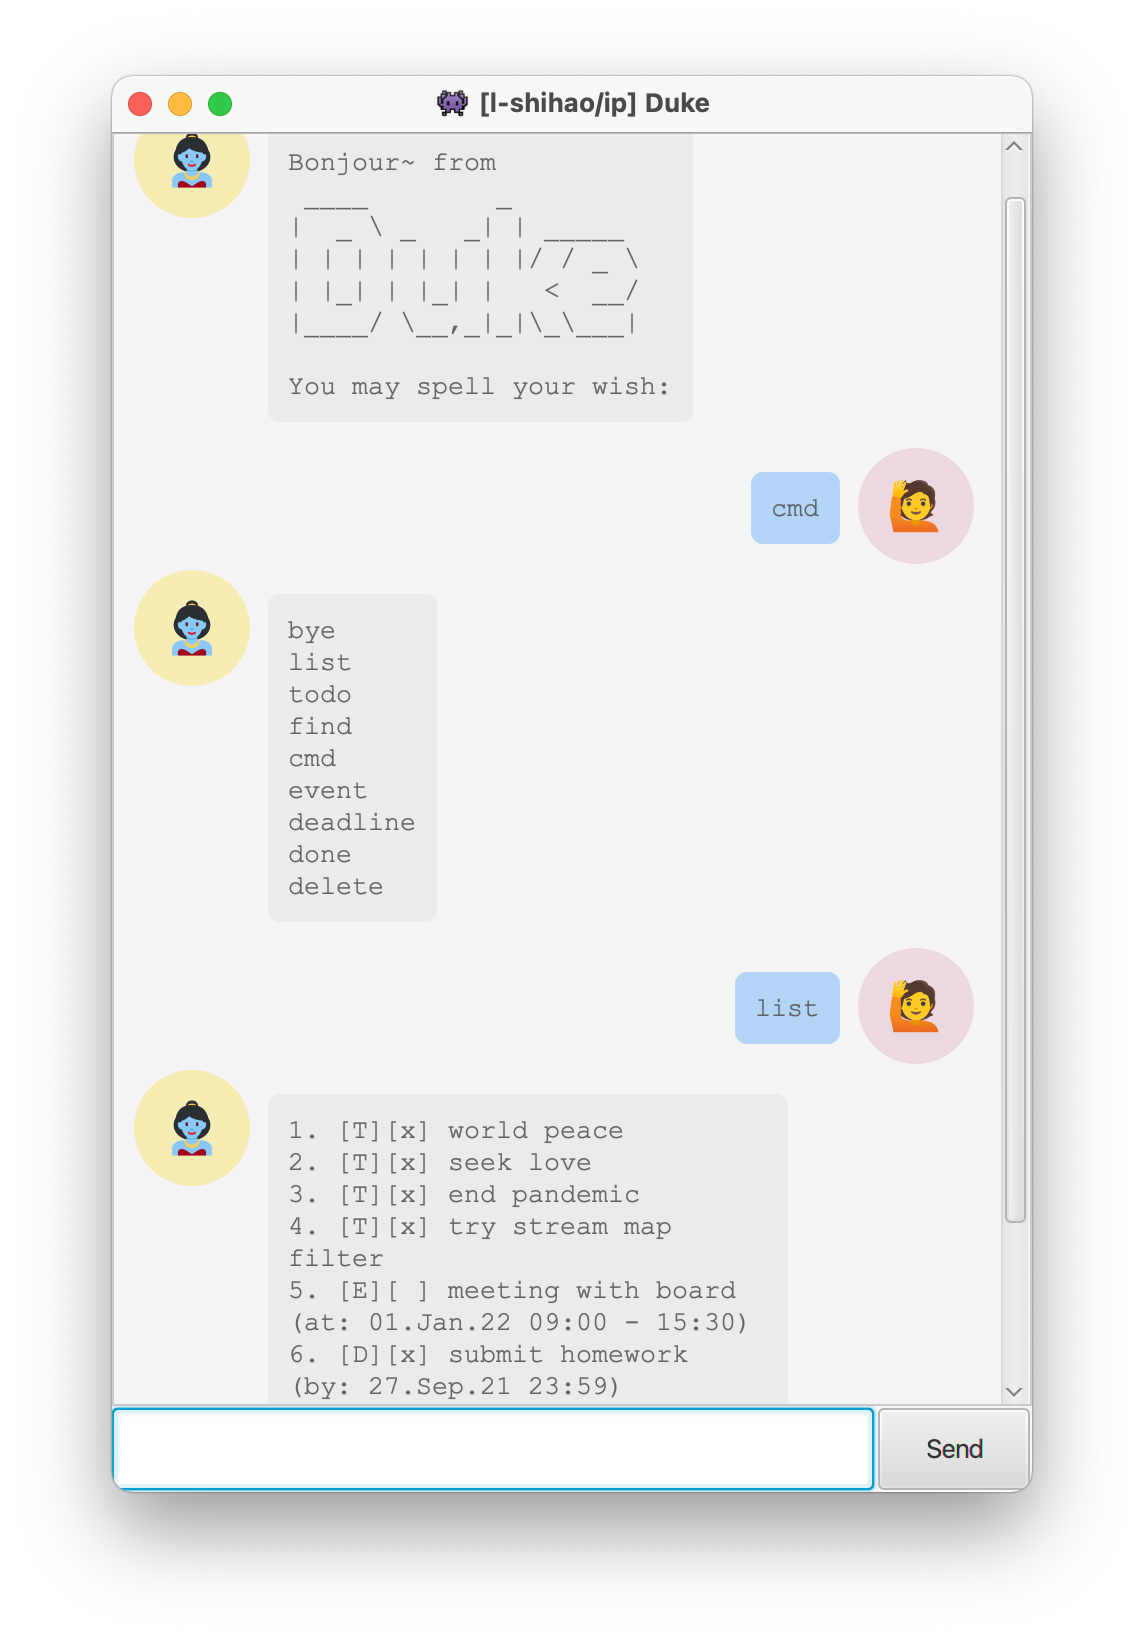 [l-shihao/ip] Duke
Bonjour~ from
 ____        _
|  _ \ _   _| | _____
| | | | | | | |/ / _ \
| |_| | |_| |   <  __/
|____/ \__,_|_|\_\___|
You may spell your wish:
cmd
bye
list
todo
find
cmd
event
deadline
done
delete
list
1. [T][x] world peace
2. [T][x] seek love
3. [T][x] end pandemic
4. [T][x] try stream map
filter
5. [E][ ] meeting with board
(at: 01.Jan.22 09:00 - 15:30)
6. [D][x] submit homework
(by: 27.Sep.21 23:59)
Send